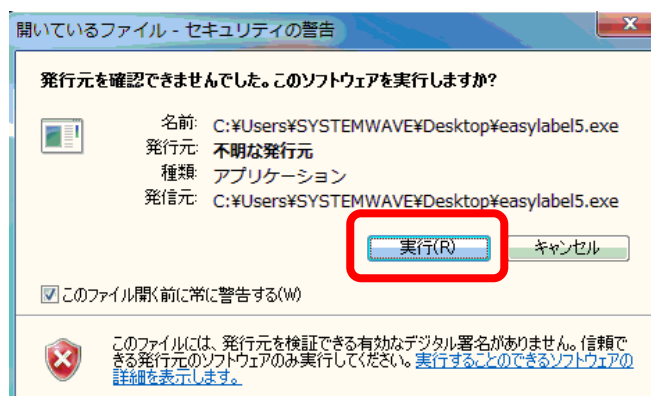 開いているファイル - セキュリティの警告
発行元を確認できませんでした。このソフトウェアを実行しますか?
名前: C:¥Users¥SYSTEMWAVE¥Desktop¥easylabel5.exe
発行元: 不明な発行元
種類: アプリケーション
発信元: C:¥Users¥SYSTEMWAVE¥Desktop¥easylabel5.exe
実行(R) キャンセル
このファイル開く前に常に警告する(W)
このファイルには、発行元を検証できる有効なデジタル署名がありません。信頼で
きる発行元のソフトウェアのみ実行してください。実行することのできるソフトウェアの
詳細を表示します。